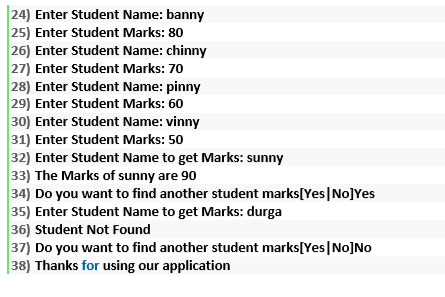 24) Enter Student Name: banny
25) Enter Student Marks: 80
26) Enter Student Name: chinny
27) Enter Student Marks: 70
28) Enter Student Name: pinny
29) Enter Student Marks: 60
30) Enter Student Name: vinny
31) Enter Student Marks: 50
32) Enter Student Name to get Marks: sunny
33) The Marks of sunny are 90
34) Do you want to find another student marks[Yes|No]Yes
35) Enter Student Name to get Marks: durga
36) Student Not Found
37) Do you want to find another student marks[Yes|No]No
38) Thanks for using our application